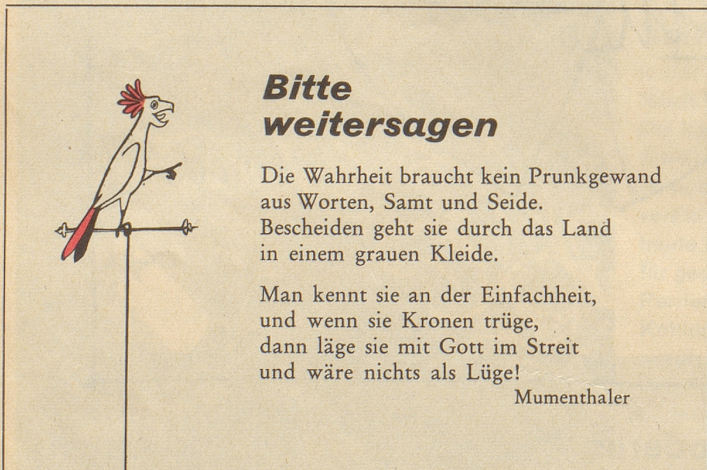 Bitte
weitersagen
Die Wahrheit braucht kein Prunkgewand
aus Worten, Samt und Seide.
Bescheiden geht sie durch das Land
in einem grauen Kleide.
Man kennt sie an der Einfachheit,
und wenn sie Kronen trüge,
dann läge sie mit Gott im Streit
und wäre nichts als Lüge!
Mumenthaler